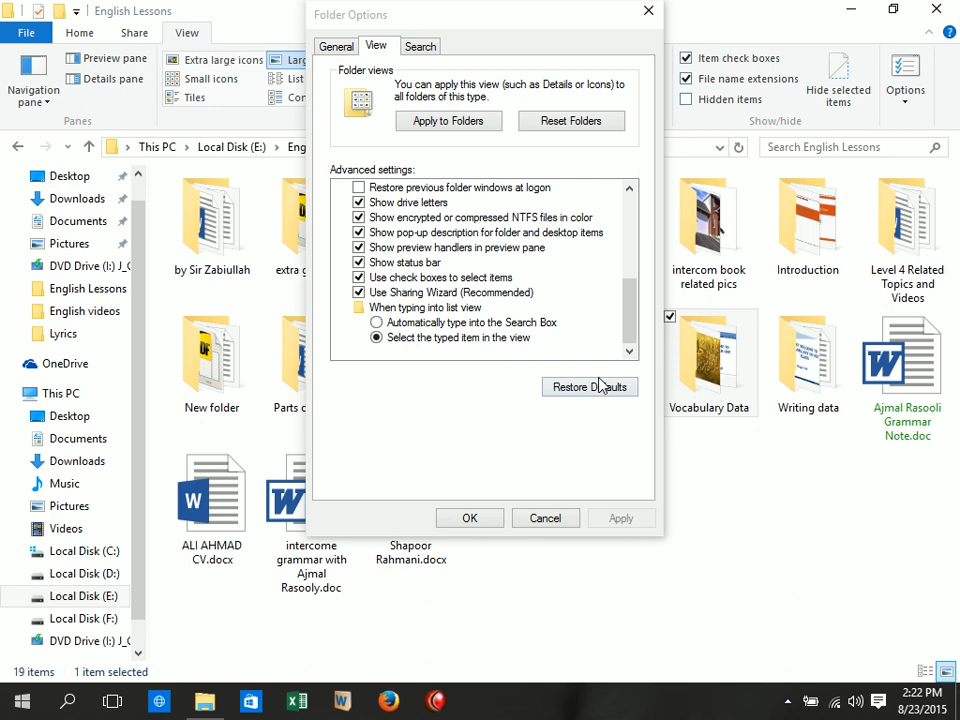 English Lessons
File
Home
Share
View
Navigation
pane
Preview pane
Details pane
Panes
Extra large icons
Small icons
Tiles
List
Item check boxes
File name extensions
Hidden items
Hide selected
items
Options
Show/hide
This PC
Local Disk (E:)
Search English Lessons
Folder Options
General
View
Search
Folder views
You can apply this view (such as Details or Icons) to
all folders of this type.
Apply to Folders
Reset Folders
Advanced settings:
Restore previous folder windows at logon
Show drive letters
Show encrypted or compressed NTFS files in color
Show pop-up description for folder and desktop items
Show preview handlers in preview pane
Show status bar
Use check boxes to select items
Use Sharing Wizard (Recommended)
When typing into list view
Automatically type into the Search Box
Select the typed item in the view
Restore Defaults
OK
Cancel
Apply
Desktop
Downloads
Documents
Pictures
DVD Drive (I:) J_C
English Lessons
English videos
Lyrics
OneDrive
This PC
Desktop
Documents
Downloads
Music
Pictures
Videos
Local Disk (C:)
Local Disk (D:)
Local Disk (E:)
Local Disk (F:)
DVD Drive (I:) J_C
by Sir Zabiullah
intercom book
related pics
Introduction
Level 4 Related
Topics and
Videos
New folder
Vocabulary Data
Writing data
Ajmal Rasooli
Grammar
Note.doc
ALI AHMAD
CV.docx
intercome
grammar with
Ajmal
Rasooly.doc
Shapoor
Rahmani.docx
19 items
1 item selected
2:22 PM
8/23/2015